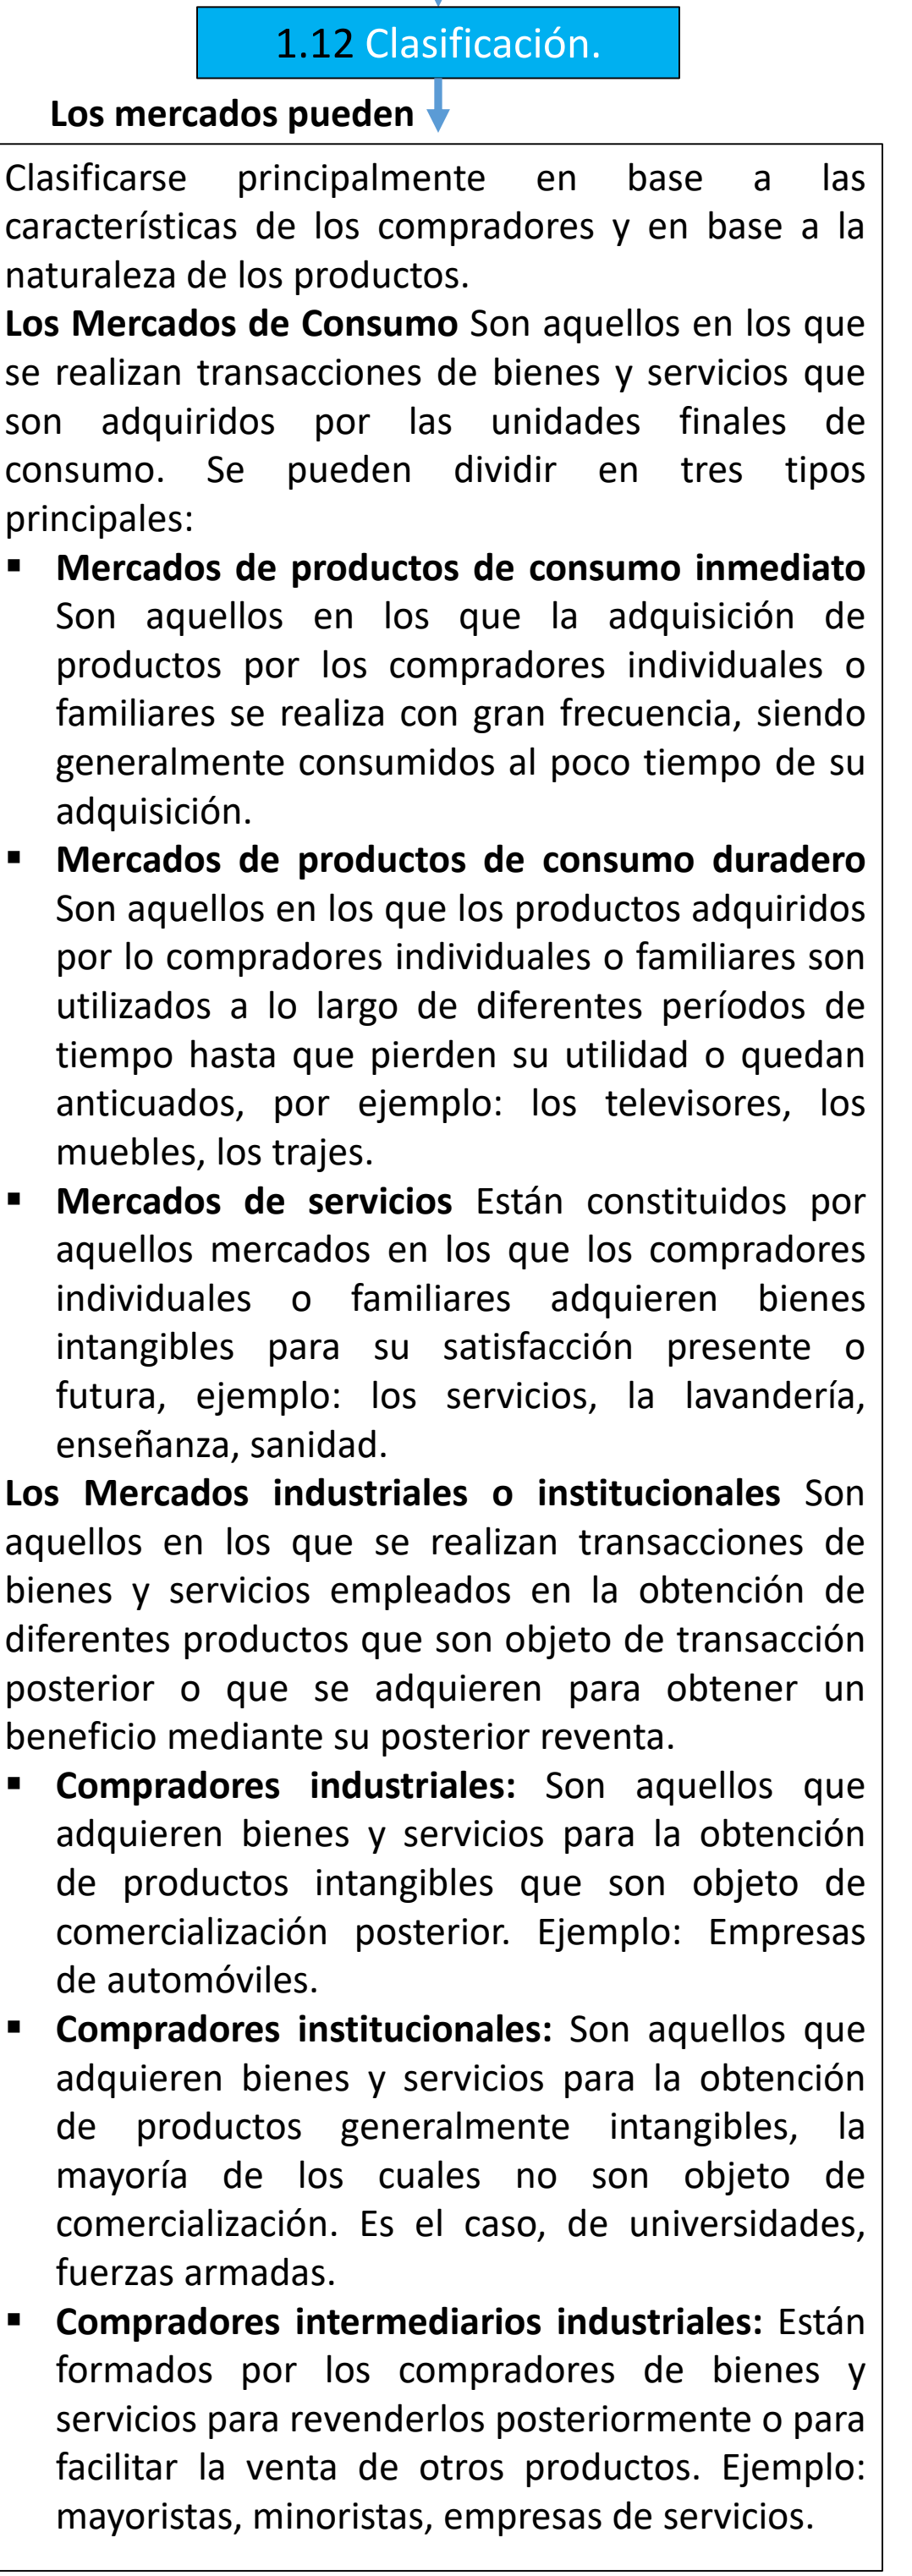 1.12 Clasificación.
Los mercados pueden
Clasificarse principalmente en base a las
características de los compradores y en base a la
naturaleza de los productos.
Los Mercados de Consumo Son aquellos en los que
se realizan transacciones de bienes y servicios que
son adquiridos por las unidades finales de
consumo. Se pueden dividir en tres tipos
principales:
▪ Mercados de productos de consumo inmediato
Son aquellos en los que la adquisición de
productos por los compradores individuales o
familiares se realiza con gran frecuencia, siendo
generalmente consumidos al poco tiempo de su
adquisición.
▪ Mercados de productos de consumo duradero
Son aquellos en los que los productos adquiridos
por lo compradores individuales o familiares son
utilizados a lo largo de diferentes períodos de
tiempo hasta que pierden su utilidad o quedan
anticuados, por ejemplo: los televisores, los
muebles, los trajes.
▪ Mercados de servicios Están constituidos por
aquellos mercados en los que los compradores
individuales o familiares adquieren bienes
intangibles para su satisfacción presente o
futura, ejemplo: los servicios, la lavandería,
enseñanza, sanidad.
Los Mercados industriales o institucionales Son
aquellos en los que se realizan transacciones de
bienes y servicios empleados en la obtención de
diferentes productos que son objeto de transacción
posterior o que se adquieren para obtener un
beneficio mediante su posterior reventa.
▪ Compradores industriales: Son aquellos que
adquieren bienes y servicios para la obtención
de productos intangibles que son objeto de
comercialización posterior. Ejemplo: Empresas
de automóviles.
▪ Compradores institucionales: Son aquellos que
adquieren bienes y servicios para la obtención
de productos generalmente intangibles, la
mayoría de los cuales no son objeto de
comercialización. Es el caso, de universidades,
fuerzas armadas.
▪ Compradores intermediarios industriales: Están
formados por los compradores de bienes y
servicios para revenderlos posteriormente o para
facilitar la venta de otros productos. Ejemplo:
mayoristas, minoristas, empresas de servicios.